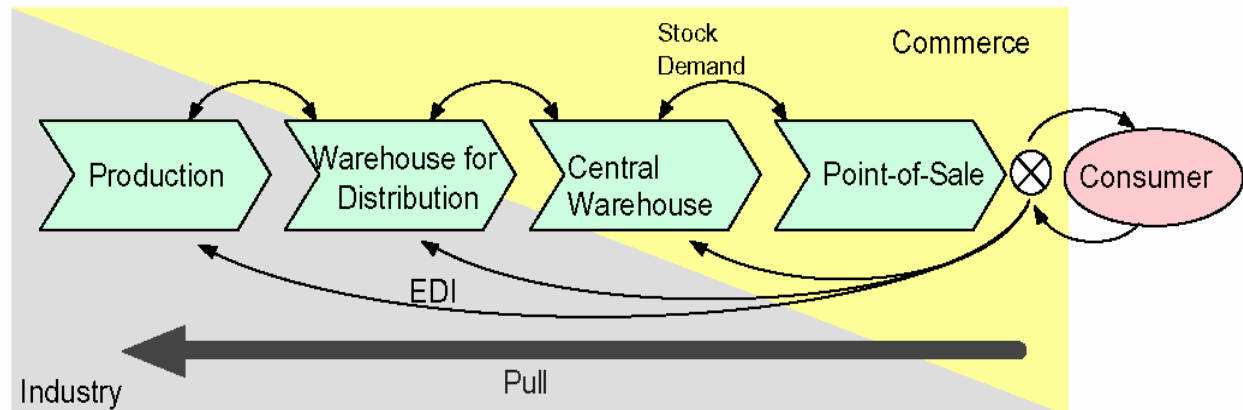 Stock
Demand
Commerce
Production
Warehouse for
Distribution
Central
Warehouse
Point-of-Sale
Consumer
EDI
Pull
Industry